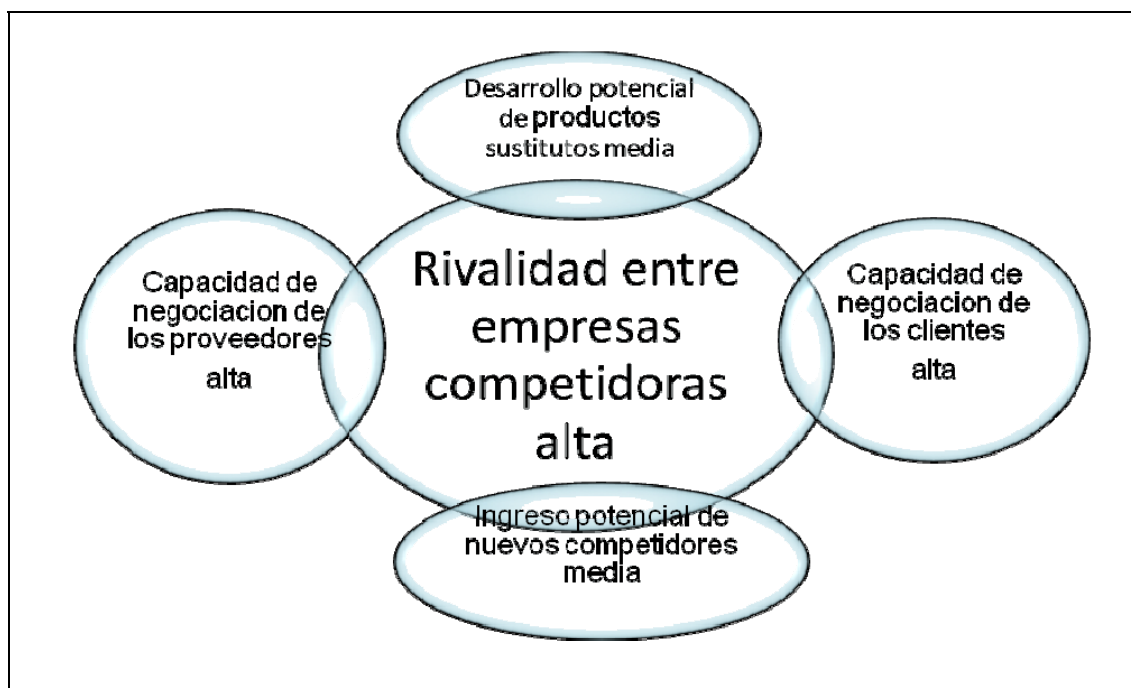 Desarrollo potencial
de productos
sustitutos media
Capacidad de
negociacion de
los proveedores
alta
Rivalidad entre
empresas
competidoras
alta
Capacidad de
negociacion de
los clientes
alta
Ingreso potencial de
nuevos competidores
media